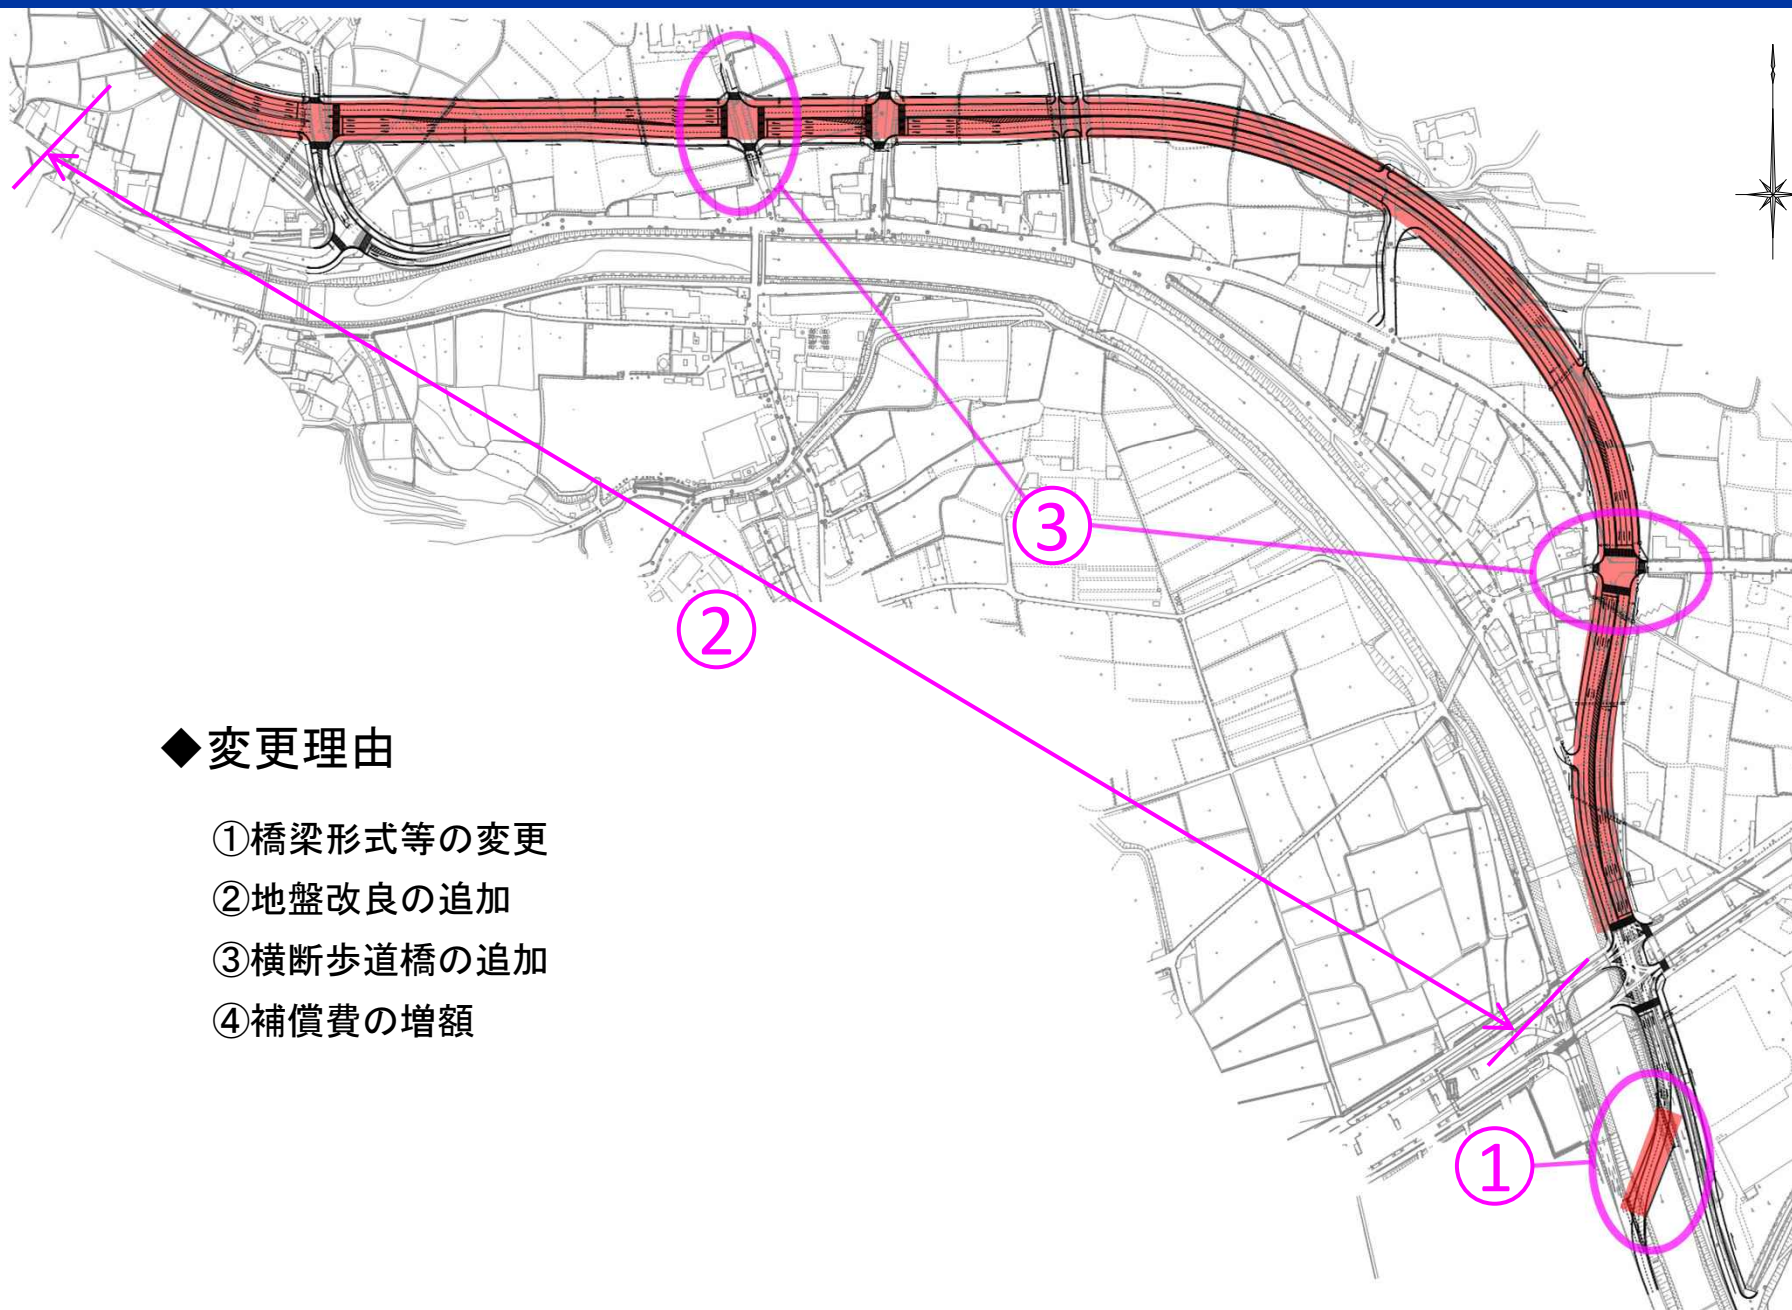 ③
②
◆変更理由
①橋梁形式等の変更
②地盤改良の追加
③横断歩道橋の追加
④補償費の増額
①